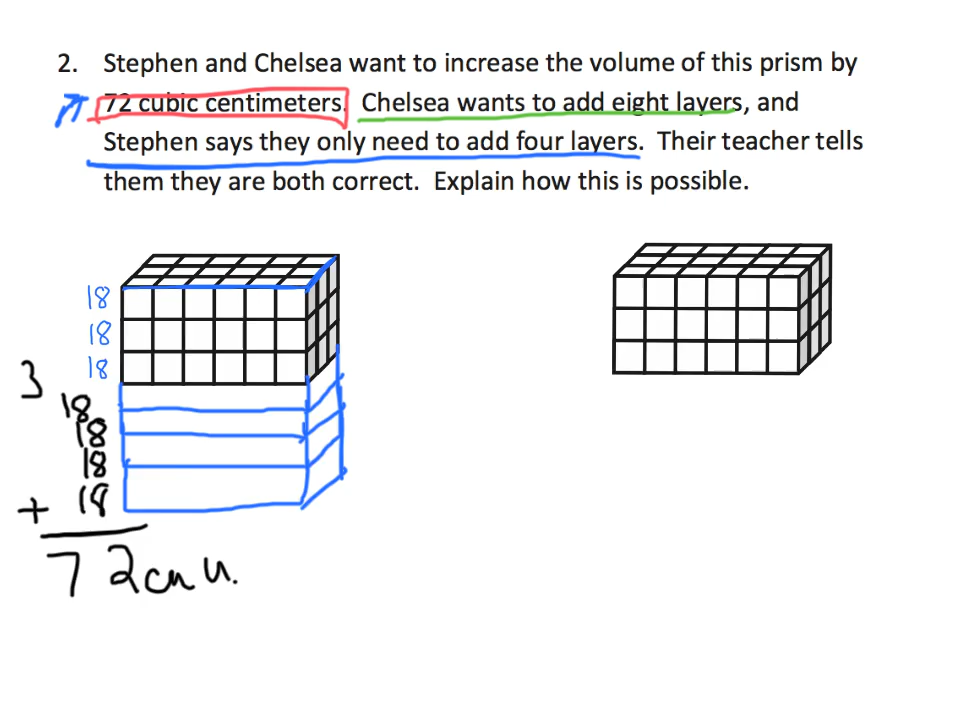 2. Stephen and Chelsea want to increase the volume of this prism by
72 cubic centimeters. Chelsea wants to add eight layers, and
Stephen says they only need to add four layers. Their teacher tells
them they are both correct. Explain how this is possible.
18
18
18
3
18
18
18
+ 18
72 cm u.